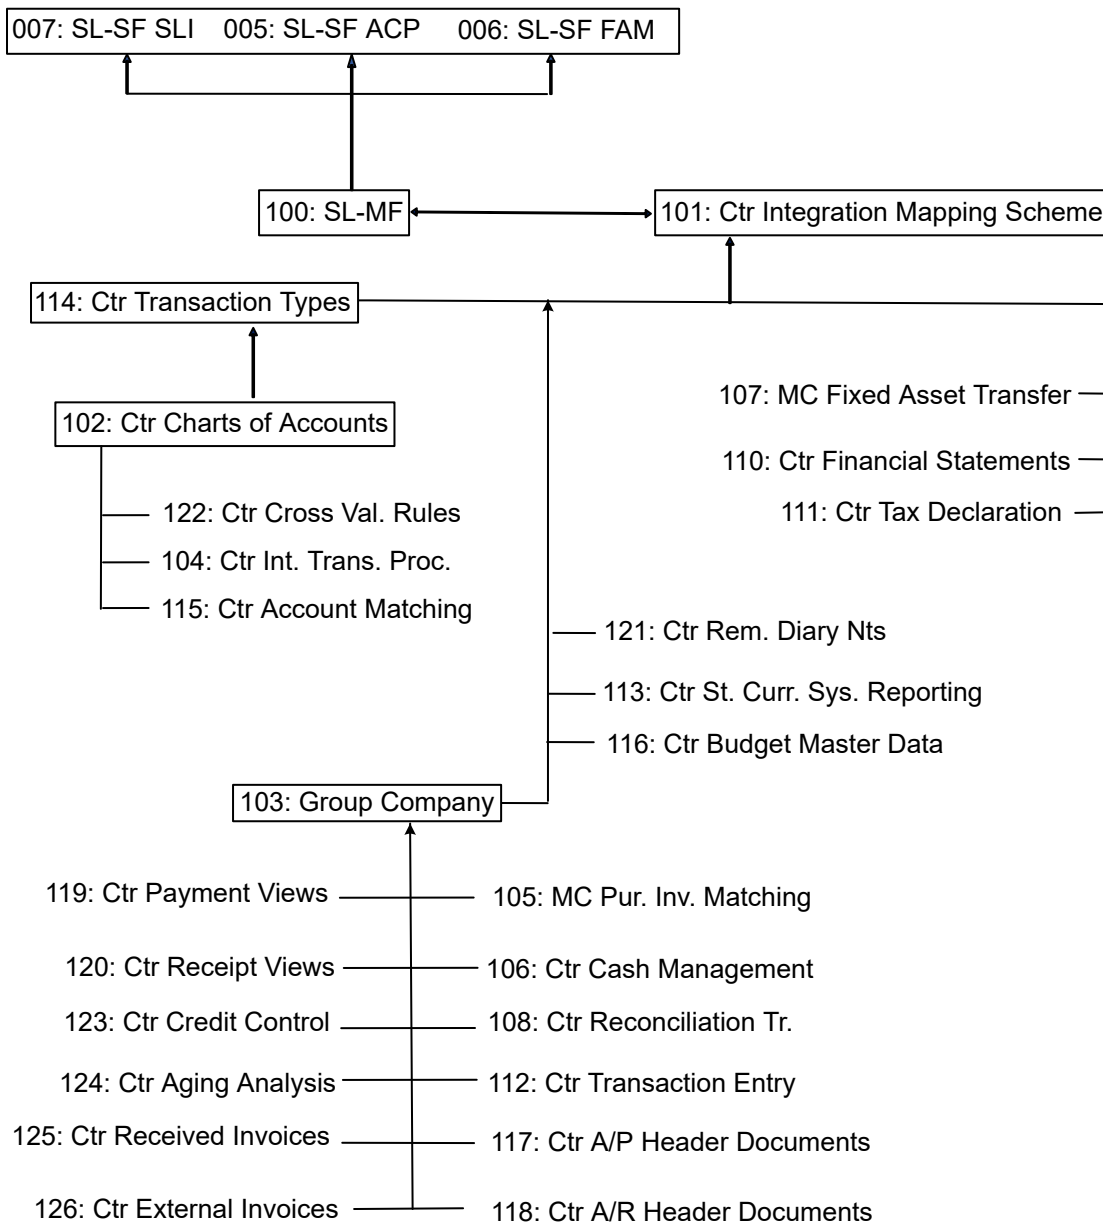 007: SL-SF SLI 005: SL-SF ACP 006: SL-SF FAM
100: SL-MF
101: Ctr Integration Mapping Scheme
114: Ctr Transaction Types
107: MC Fixed Asset Transfer
102: Ctr Charts of Accounts
110: Ctr Financial Statements
122: Ctr Cross Val. Rules
111: Ctr Tax Declaration
104: Ctr Int. Trans. Proc.
115: Ctr Account Matching
121: Ctr Rem. Diary Nts
113: Ctr St. Curr. Sys. Reporting
116: Ctr Budget Master Data
103: Group Company
119: Ctr Payment Views
105: MC Pur. Inv. Matching
120: Ctr Receipt Views
106: Ctr Cash Management
123: Ctr Credit Control
108: Ctr Reconciliation Tr.
124: Ctr Aging Analysis
112: Ctr Transaction Entry
125: Ctr Received Invoices
117: Ctr A/P Header Documents
126: Ctr External Invoices
118: Ctr A/R Header Documents